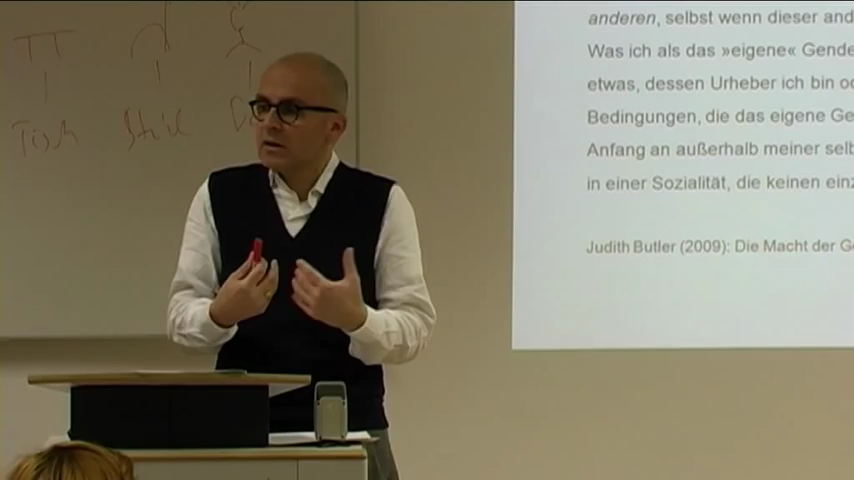 Tisch Stuhl
anderen, selbst wenn dieser and
Was ich als das »eigene« Gende
etwas, dessen Urheber ich bin od
Bedingungen, die das eigene Ge
Anfang an außerhalb meiner selb
in einer Sozialität, die keinen einz
Judith Butler (2009): Die Macht der Ge